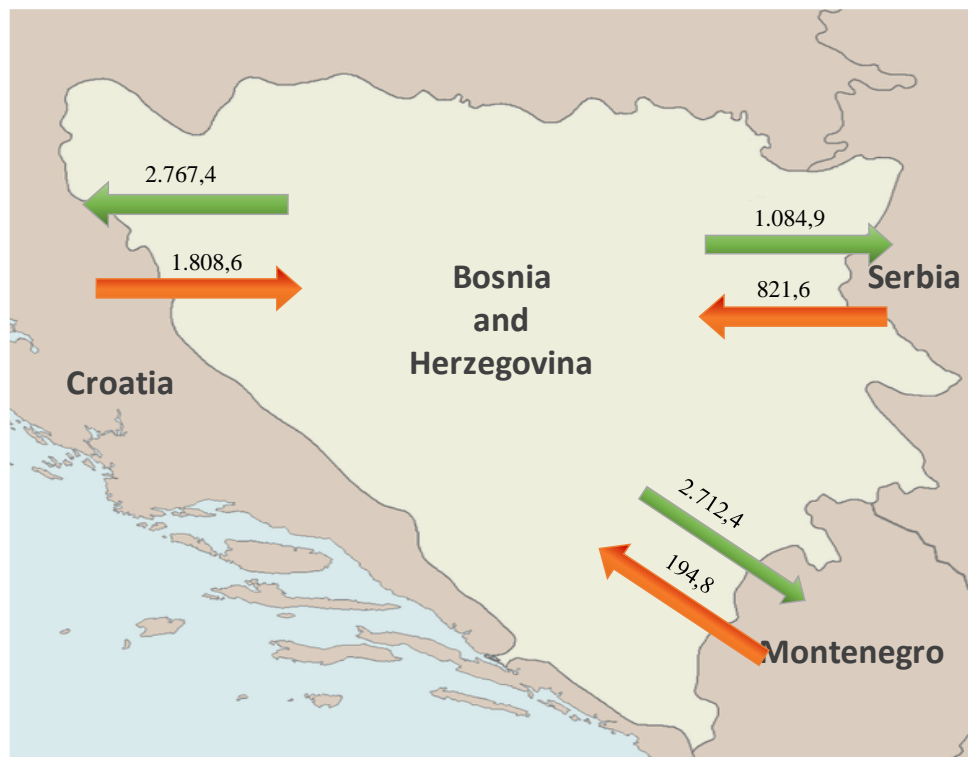 2.767,4
1.808,6
1.084,9
821,6
Bosnia
and
Herzegovina
Serbia
Croatia
2.712,4
194,8
Montenegro